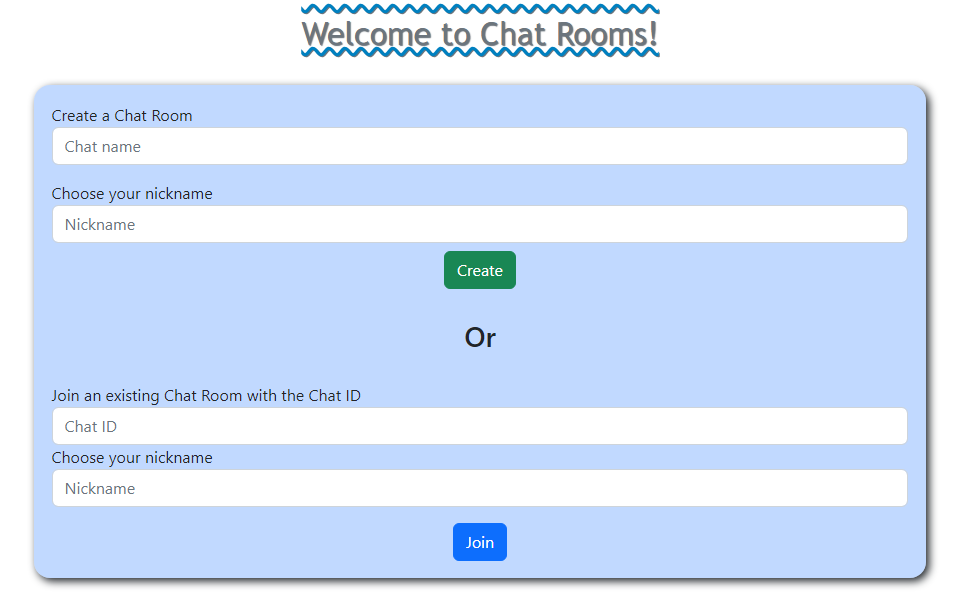 Welcome to Chat Rooms!
Create a Chat Room
Chat name
Choose your nickname
Nickname
Create
Or
Join an existing Chat Room with the Chat ID
Chat ID
Choose your nickname
Nickname
Join